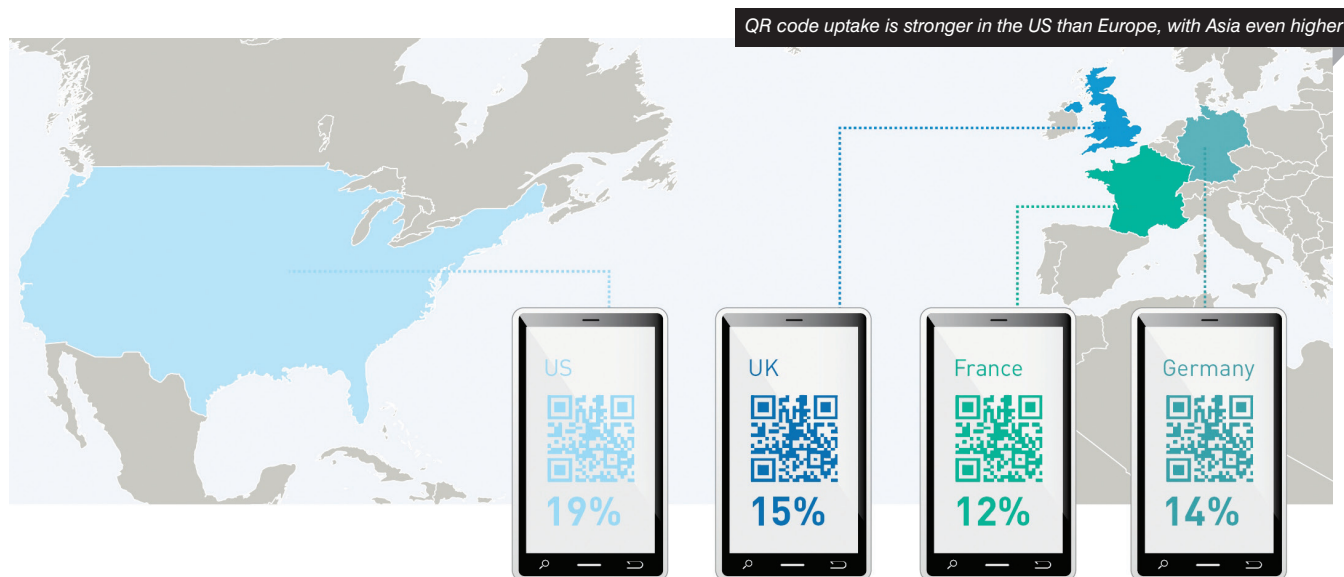 QR code uptake is stronger in the US than Europe, with Asia even higher
US
19%
UK
15%
France
12%
Germany
14%